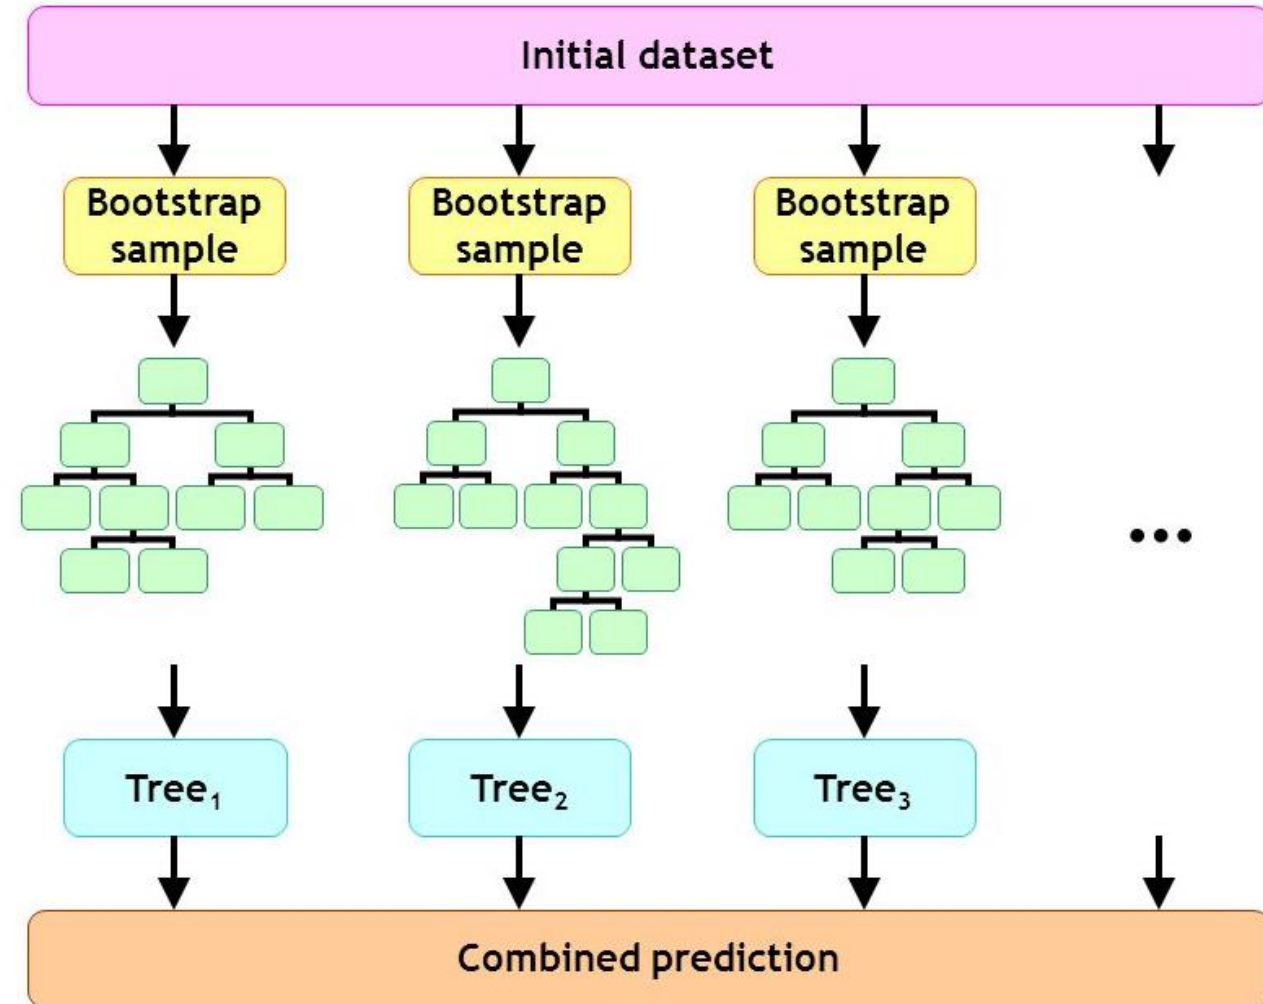 Initial dataset
Bootstrap
sample
Bootstrap
sample
Bootstrap
sample
...
Tree₁
Tree₂
Tree₃
Combined prediction